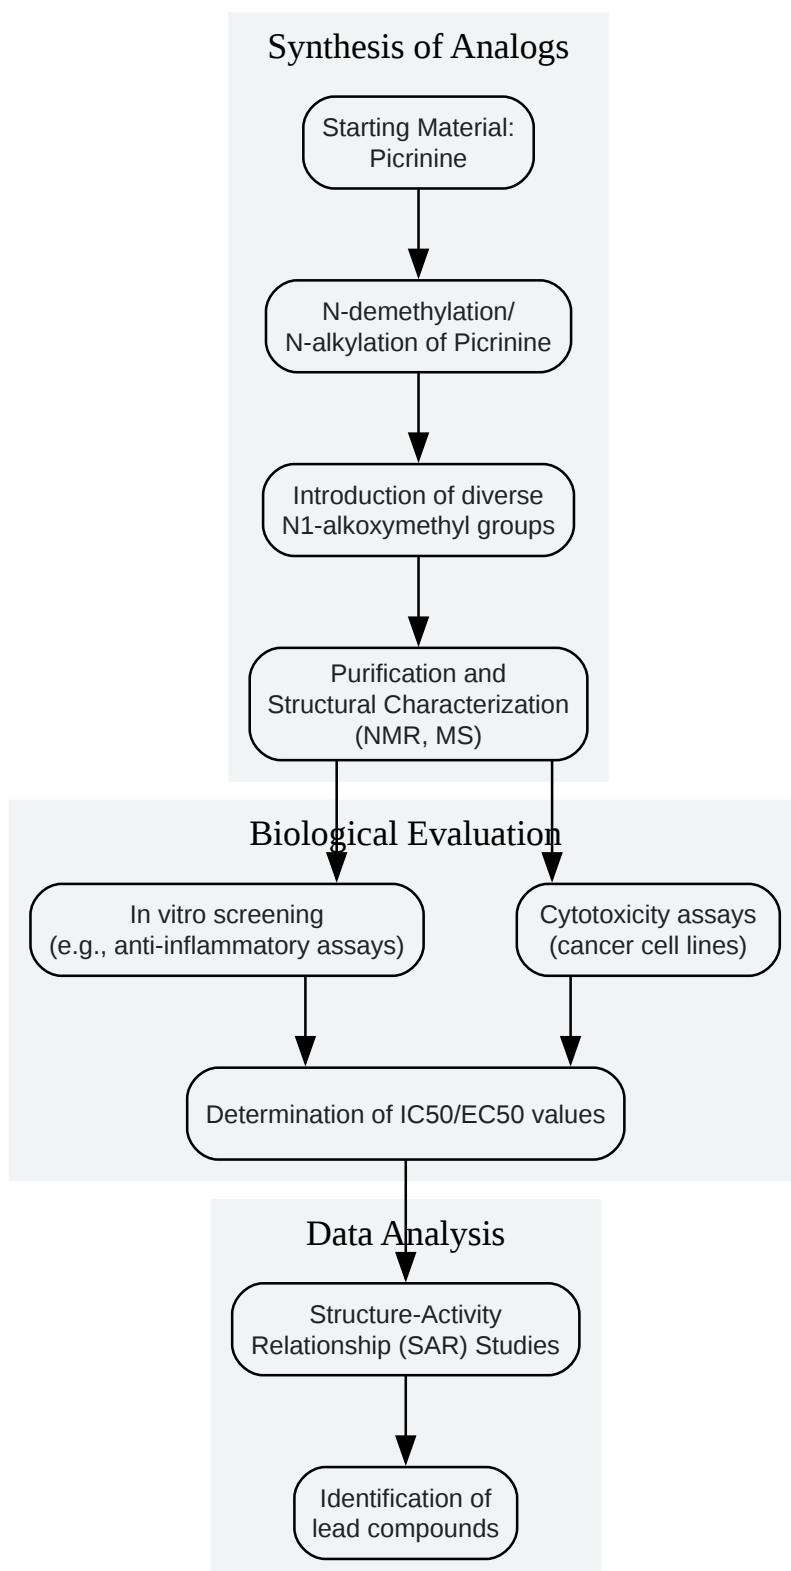 Synthesis of Analogs
Starting Material:
Picrinine
N-demethylation/
N-alkylation of Picrinine
Introduction of diverse
N1-alkoxymethyl groups
Purification and
Structural Characterization
(NMR, MS)
Biological Evaluation
In vitro screening
(e.g., anti-inflammatory assays)
Cytotoxicity assays
(cancer cell lines)
Determination of IC50/EC50 values
Data Analysis
Structure-Activity
Relationship (SAR) Studies
Identification of
lead compounds